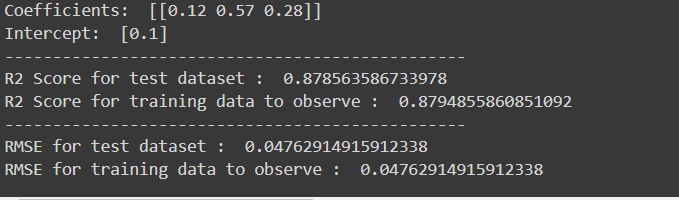 Coefficients:  [[0.12 0.57 0.28]]
Intercept:  [0.1]
------------------------------------------------
R2 Score for test dataset :  0.878563586733978
R2 Score for training data to observe :  0.8794855860851092
------------------------------------------------
RMSE for test dataset :  0.04762914915912338
RMSE for training data to observe :  0.04762914915912338